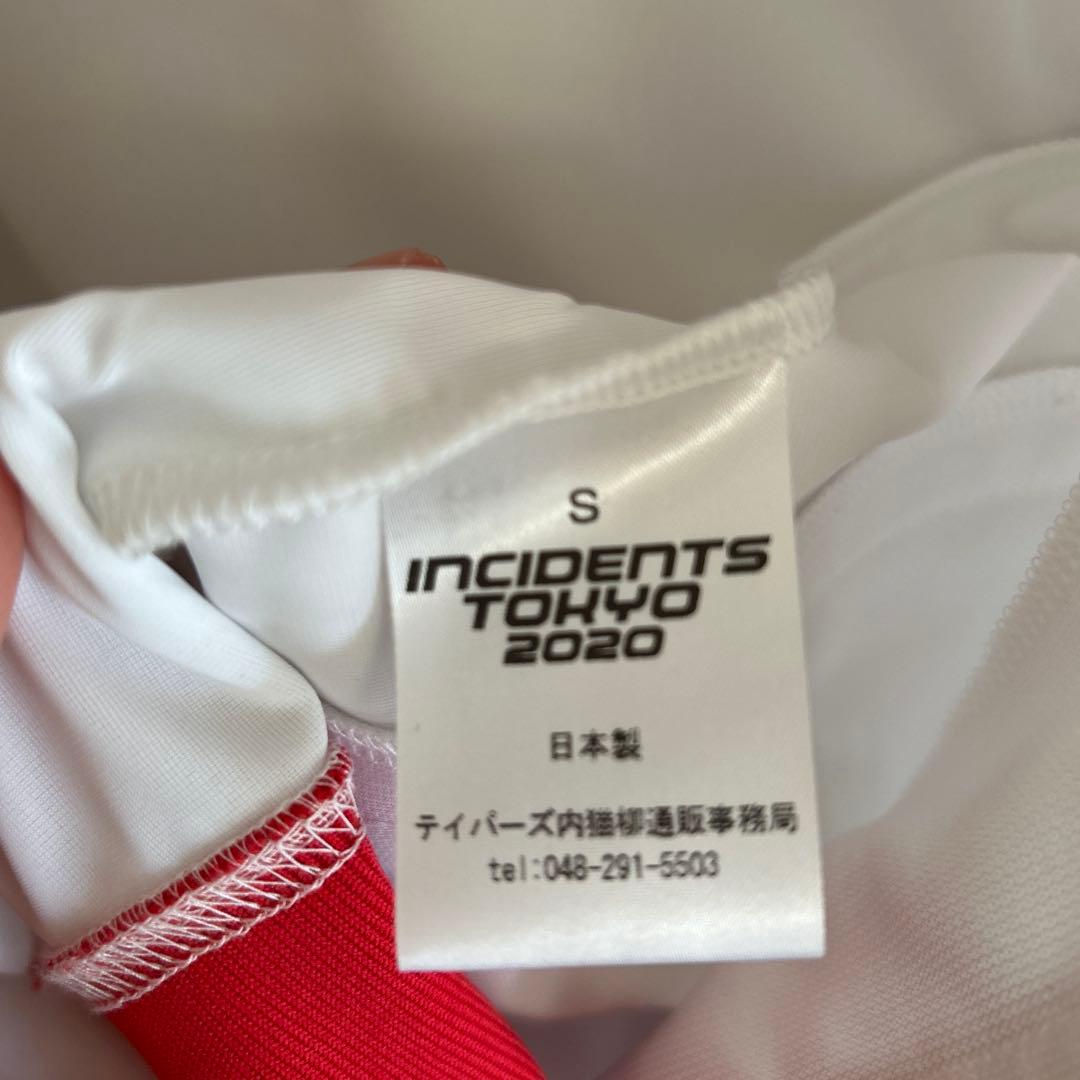 S
INCIDENTS
TOKYO
2020
日本製
テイパーズ内猫柳通販事務局
tel:048-291-5503